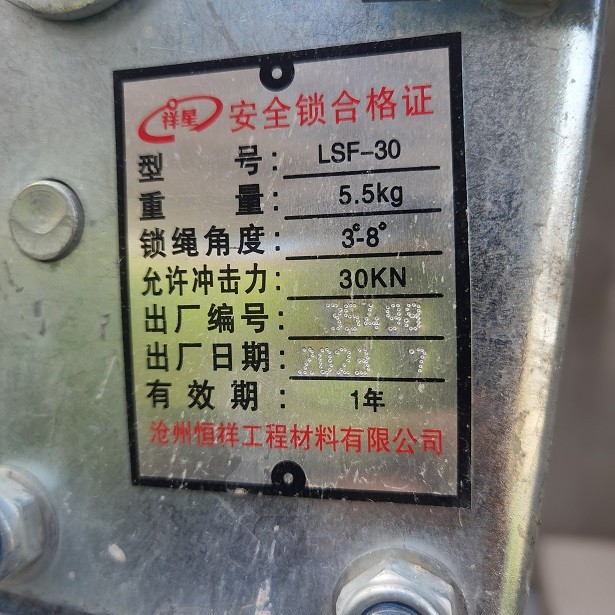 祥星 安全锁合格证
型 号: LSF-30
重 量: 5.5kg
锁绳角度: 3°-8°
允许冲击力: 30KN
出厂编号: 35498
出厂日期: 2023 7
有效期: 1年
沧州恒祥工程材料有限公司